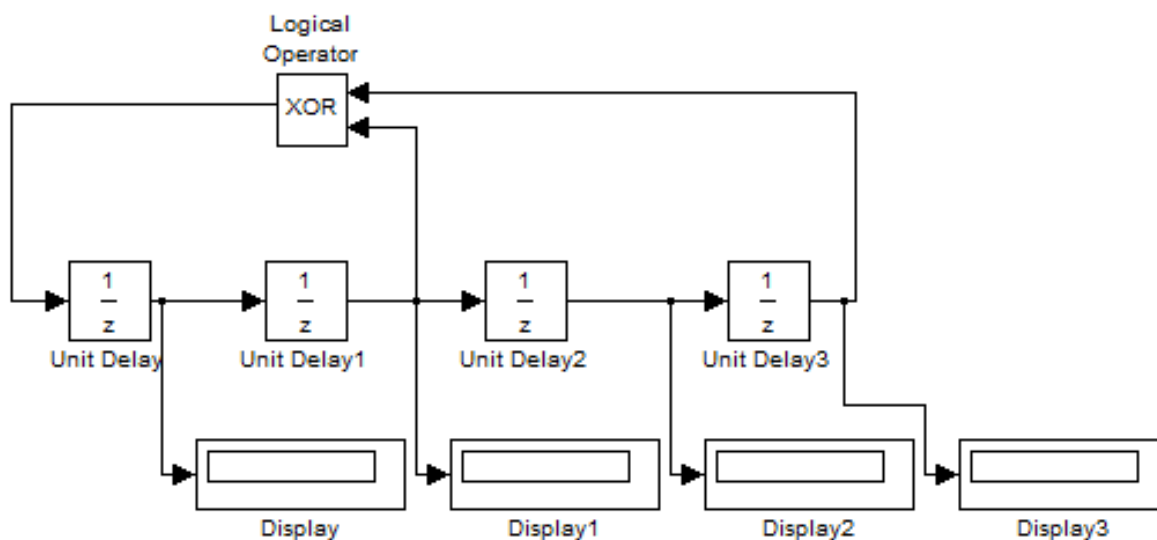 Logical
Operator
XOR
1
z
Unit Delay
1
z
Unit Delay1
1
z
Unit Delay2
1
z
Unit Delay3
Display
Display1
Display2
Display3